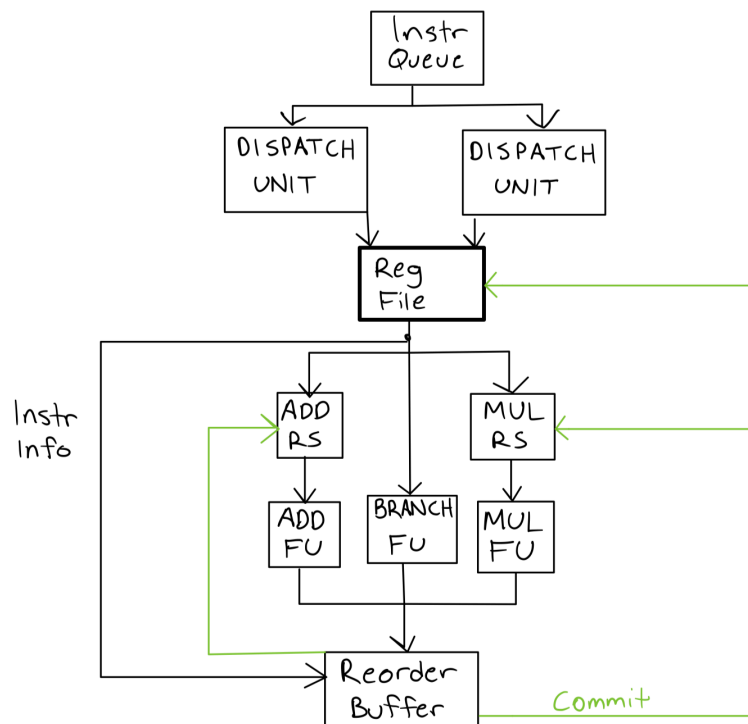 Instr
Queue
DISPATCH
UNIT
DISPATCH
UNIT
Reg
File
Instr
Info
ADD
RS
MUL
RS
ADD
FU
BRANCH
FU
MUL
FU
Reorder
Buffer
Commit